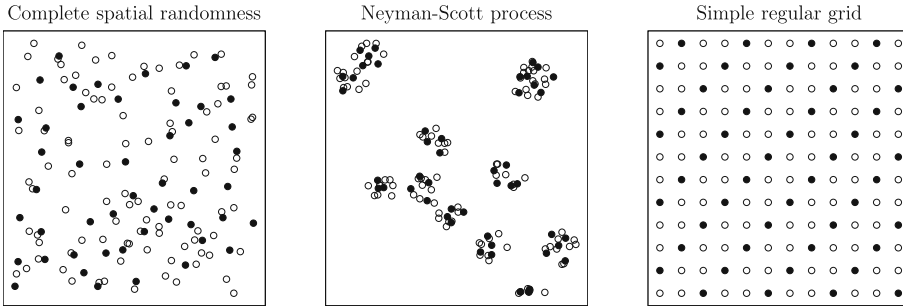 Complete spatial randomness
Neyman-Scott process
Simple regular grid